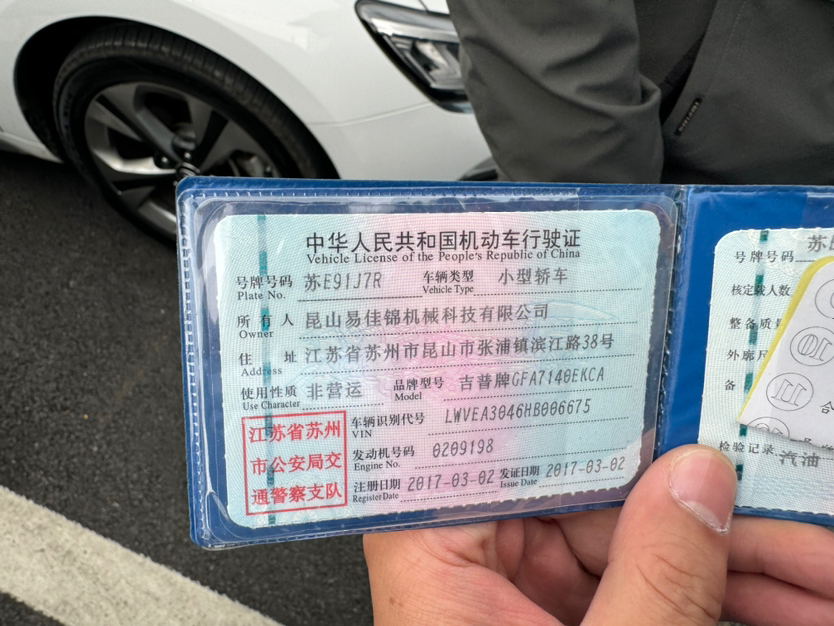 中华人民共和国机动车行驶证
Vehicle License of the People's Republic of China
号牌号码 苏E91J7R 车辆类型 小型轿车
Plate No. Vehicle Type
所有人 昆山易佳锦机械科技有限公司
Owner
住址 江苏省苏州市昆山市张浦镇滨江路38号
Address
使用性质 非营运 品牌型号 吉普牌GFA7140EKCA
Use Character Model
江苏省苏州
市公安局交
通警察支队
车辆识别代号 LWVEA3046HB006675
VIN
发动机号码 0209198
Engine No.
注册日期 2017-03-02 发证日期 2017-03-02
Register Date Issue Date
号牌号码 苏
核定载人数
整备质量
外廓尺
备
检验记录 汽油
10
11
合